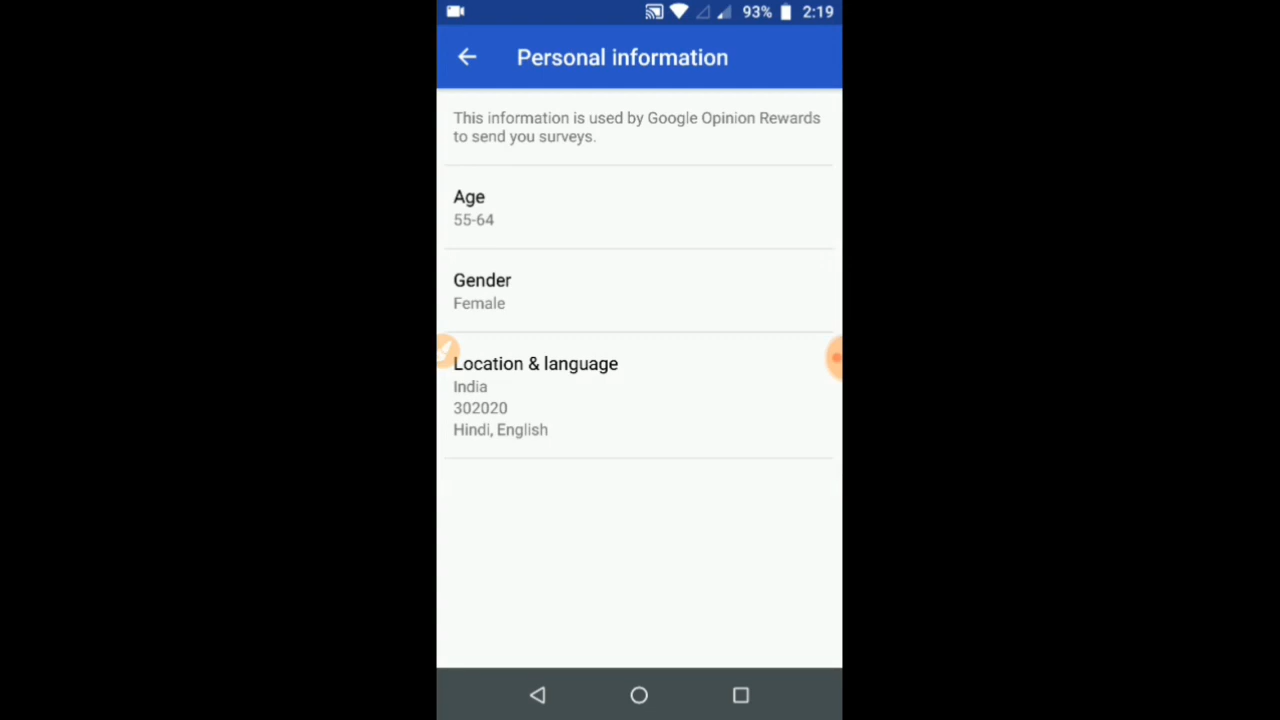 93% 2:19
Personal information
This information is used by Google Opinion Rewards
to send you surveys.
Age
55-64
Gender
Female
Location & language
India
302020
Hindi, English